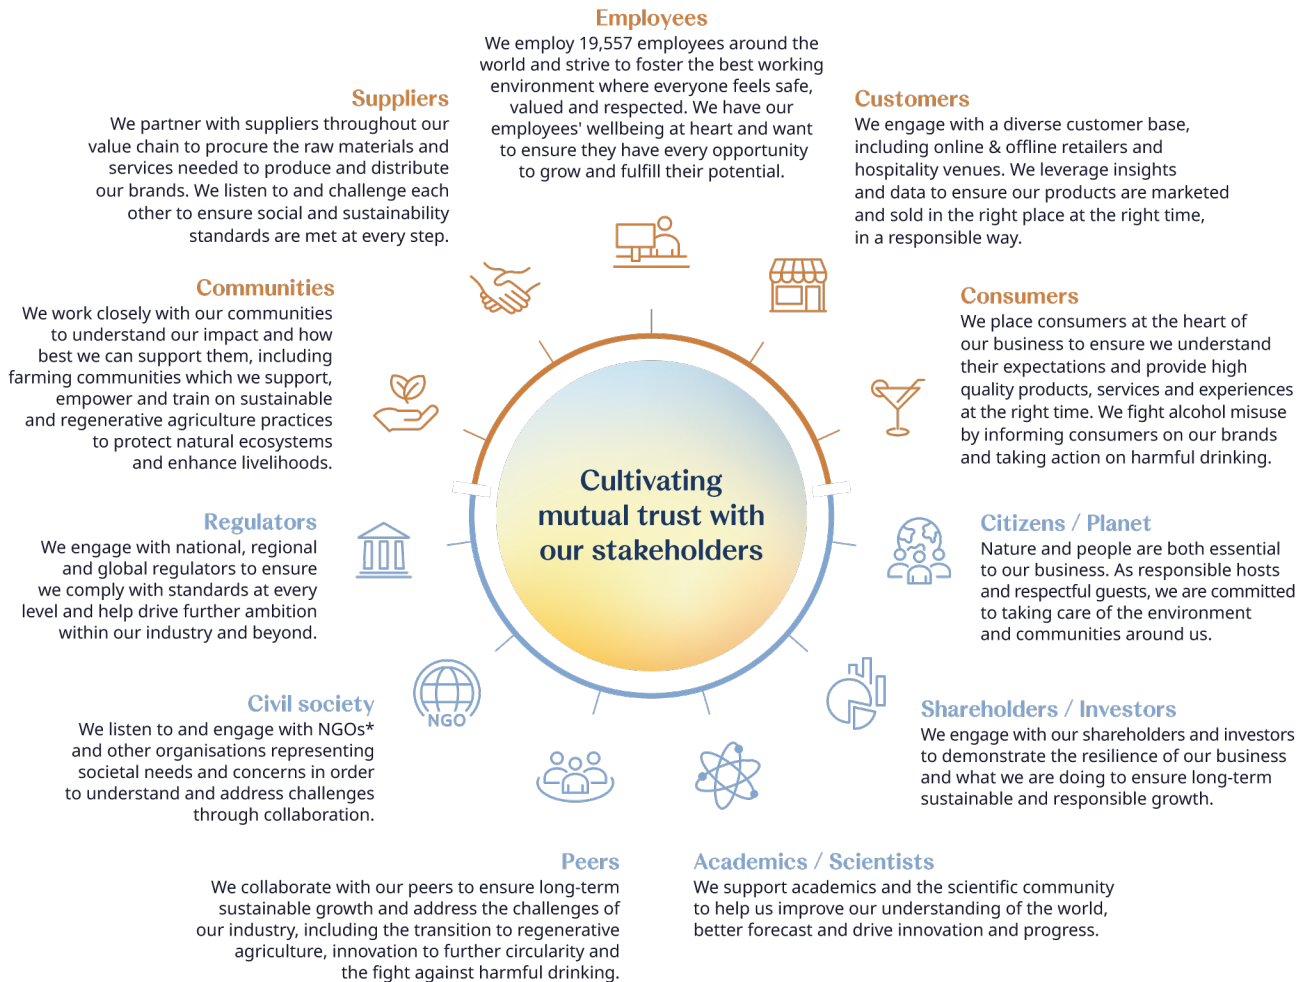 Employees
We employ 19,557 employees around the
world and strive to foster the best working
environment where everyone feels safe,
valued and respected. We have our
employees' wellbeing at heart and want
to ensure they have every opportunity
to grow and fulfill their potential.
Suppliers
We partner with suppliers throughout our
value chain to procure the raw materials and
services needed to produce and distribute
our brands. We listen to and challenge each
other to ensure social and sustainability
standards are met at every step.
Customers
We engage with a diverse customer base,
including online & offline retailers and
hospitality venues. We leverage insights
and data to ensure our products are marketed
and sold in the right place at the right time,
in a responsible way.
Communities
We work closely with our communities
to understand our impact and how
best we can support them, including
farming communities which we support,
empower and train on sustainable
and regenerative agriculture practices
to protect natural ecosystems
and enhance livelihoods.
Consumers
We place consumers at the heart of
our business to ensure we understand
their expectations and provide high
quality products, services and experiences
at the right time. We fight alcohol misuse
by informing consumers on our brands
and taking action on harmful drinking.
Cultivating
mutual trust with
our stakeholders
Regulators
We engage with national, regional
and global regulators to ensure
we comply with standards at every
level and help drive further ambition
within our industry and beyond.
Citizens / Planet
Nature and people are both essential
to our business. As responsible hosts
and respectful guests, we are committed
to taking care of the environment
and communities around us.
Civil society
We listen to and engage with NGOs*
and other organisations representing
societal needs and concerns in order
to understand and address challenges
through collaboration.
NGO
Shareholders / Investors
We engage with our shareholders and investors
to demonstrate the resilience of our business
and what we are doing to ensure long-term
sustainable and responsible growth.
Peers
We collaborate with our peers to ensure long-term
sustainable growth and address the challenges of
our industry, including the transition to regenerative
agriculture, innovation to further circularity and
the fight against harmful drinking.
Academics / Scientists
We support academics and the scientific community
to help us improve our understanding of the world,
better forecast and drive innovation and progress.